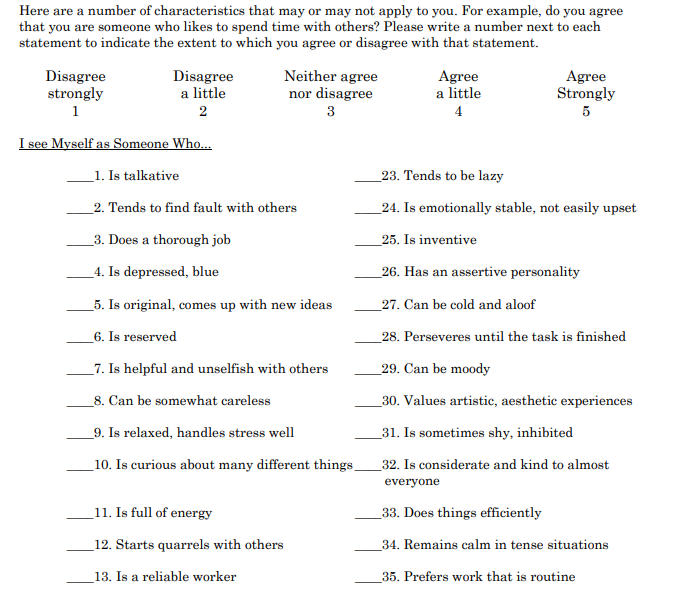 Here are a number of characteristics that may or may not apply to you. For example, do you agree
that you are someone who likes to spend time with others? Please write a number next to each
statement to indicate the extent to which you agree or disagree with that statement.
Disagree strongly 1
Disagree a little 2
Neither agree nor disagree 3
Agree a little 4
Agree Strongly 5
I see Myself as Someone Who...
____1. Is talkative
____2. Tends to find fault with others
____3. Does a thorough job
____4. Is depressed, blue
____5. Is original, comes up with new ideas
____6. Is reserved
____7. Is helpful and unselfish with others
____8. Can be somewhat careless
____9. Is relaxed, handles stress well
____10. Is curious about many different things
____11. Is full of energy
____12. Starts quarrels with others
____13. Is a reliable worker
____23. Tends to be lazy
____24. Is emotionally stable, not easily upset
____25. Is inventive
____26. Has an assertive personality
____27. Can be cold and aloof
____28. Perseveres until the task is finished
____29. Can be moody
____30. Values artistic, aesthetic experiences
____31. Is sometimes shy, inhibited
____32. Is considerate and kind to almost
everyone
____33. Does things efficiently
____34. Remains calm in tense situations
____35. Prefers work that is routine